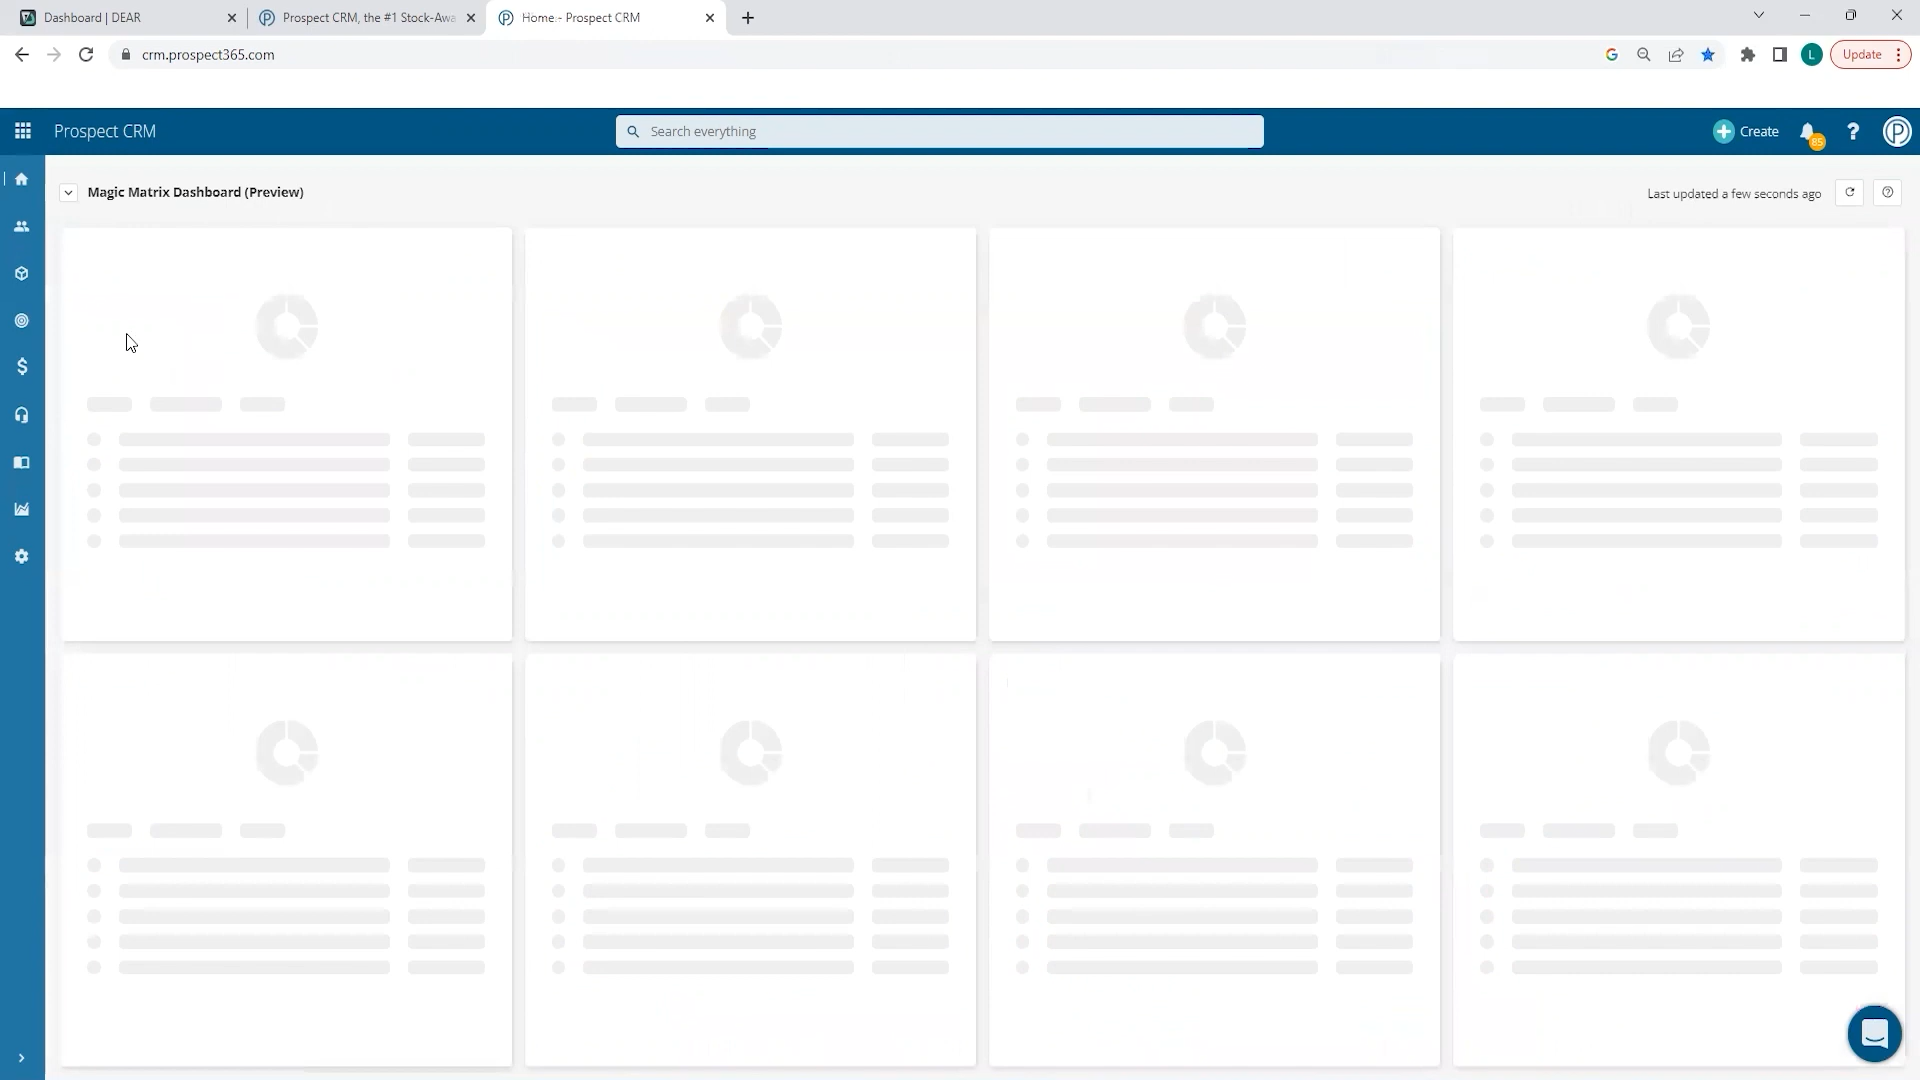 Dashboard | DEAR
Prospect CRM, the #1 Stock-Awa
Home - Prospect CRM
crm.prospect365.com
G
L
Update
Prospect CRM
Search everything
Create
85
?
P
Magic Matrix Dashboard (Preview)
Last updated a few seconds ago